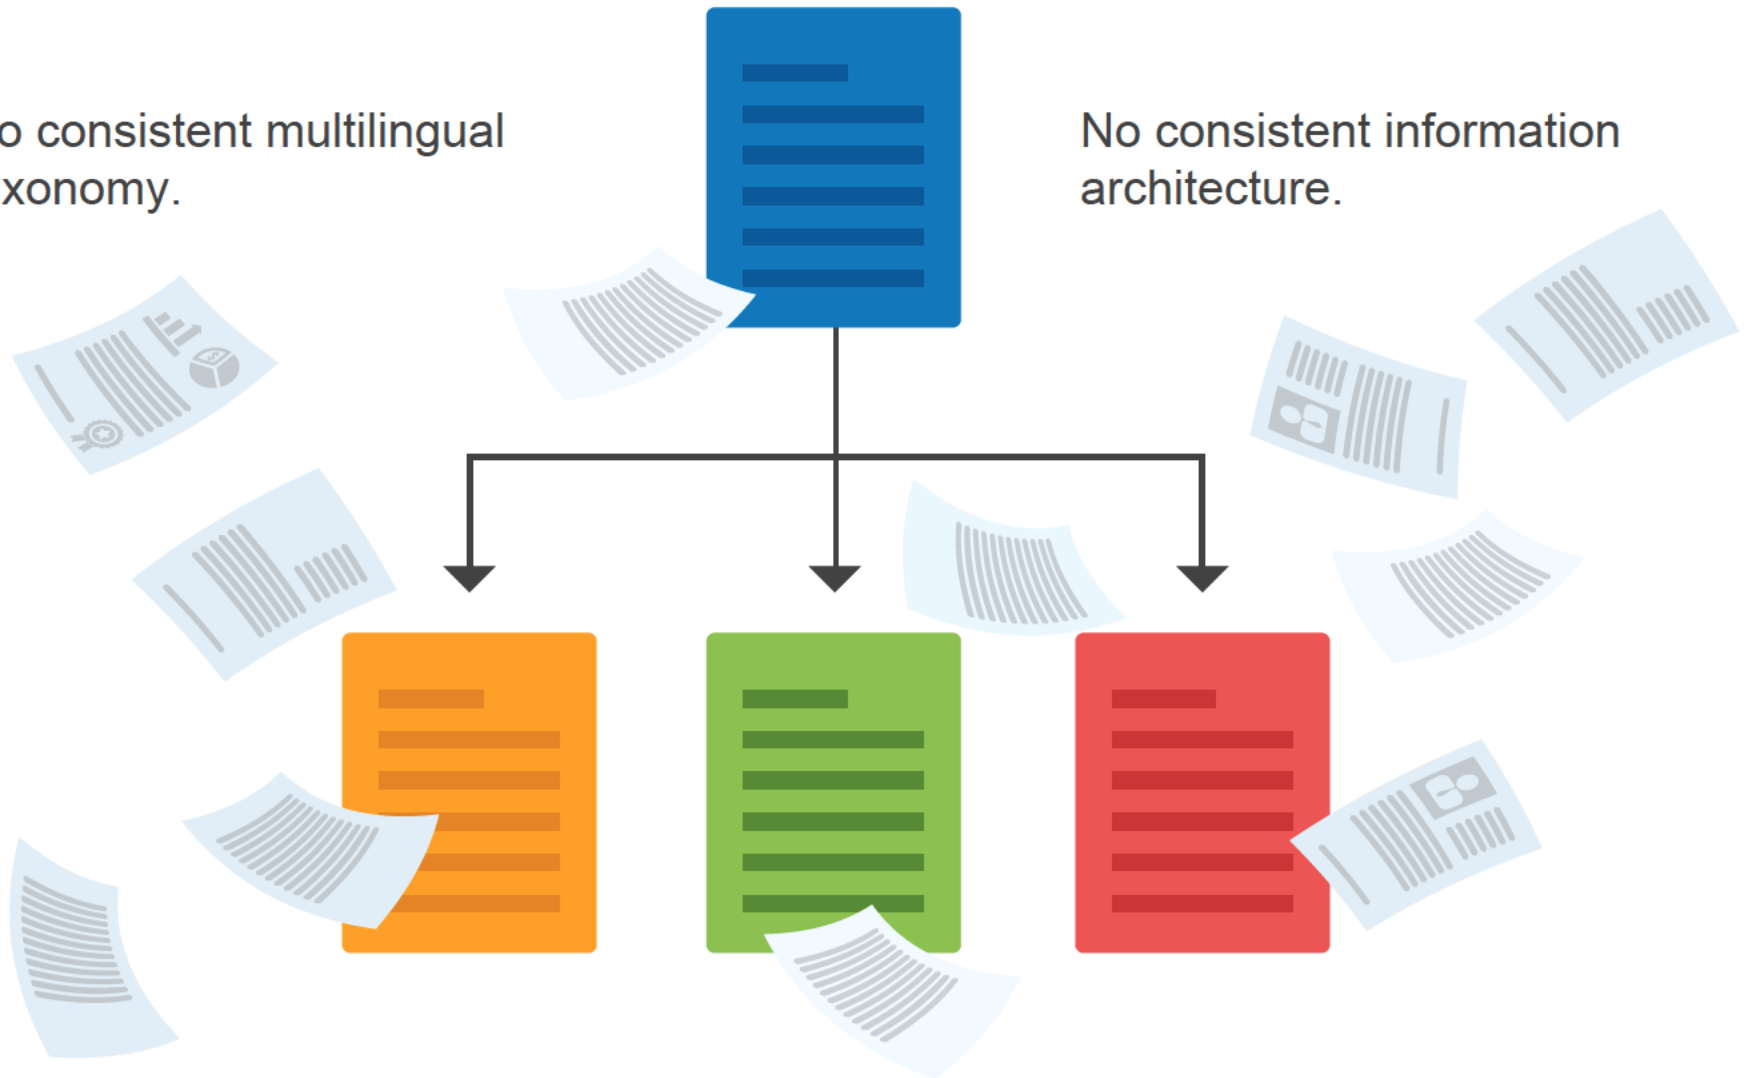 o consistent multilingual
xonomy.
No consistent information
architecture.